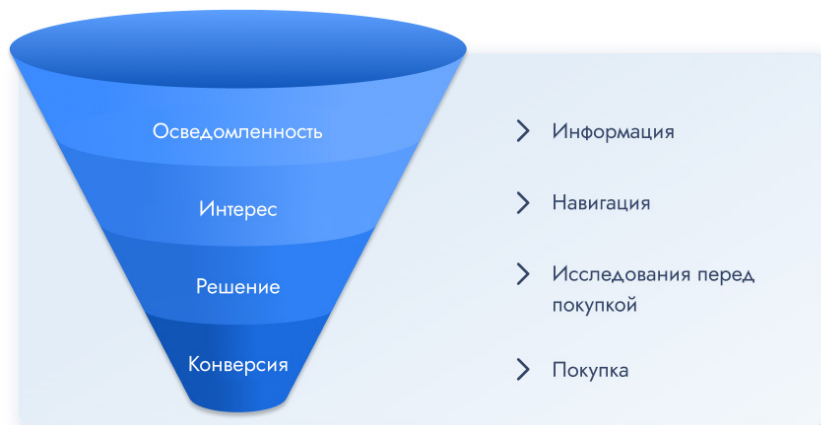 Осведомленность
Информация
Интерес
Навигация
Решение
Исследования перед
покупкой
Конверсия
Покупка